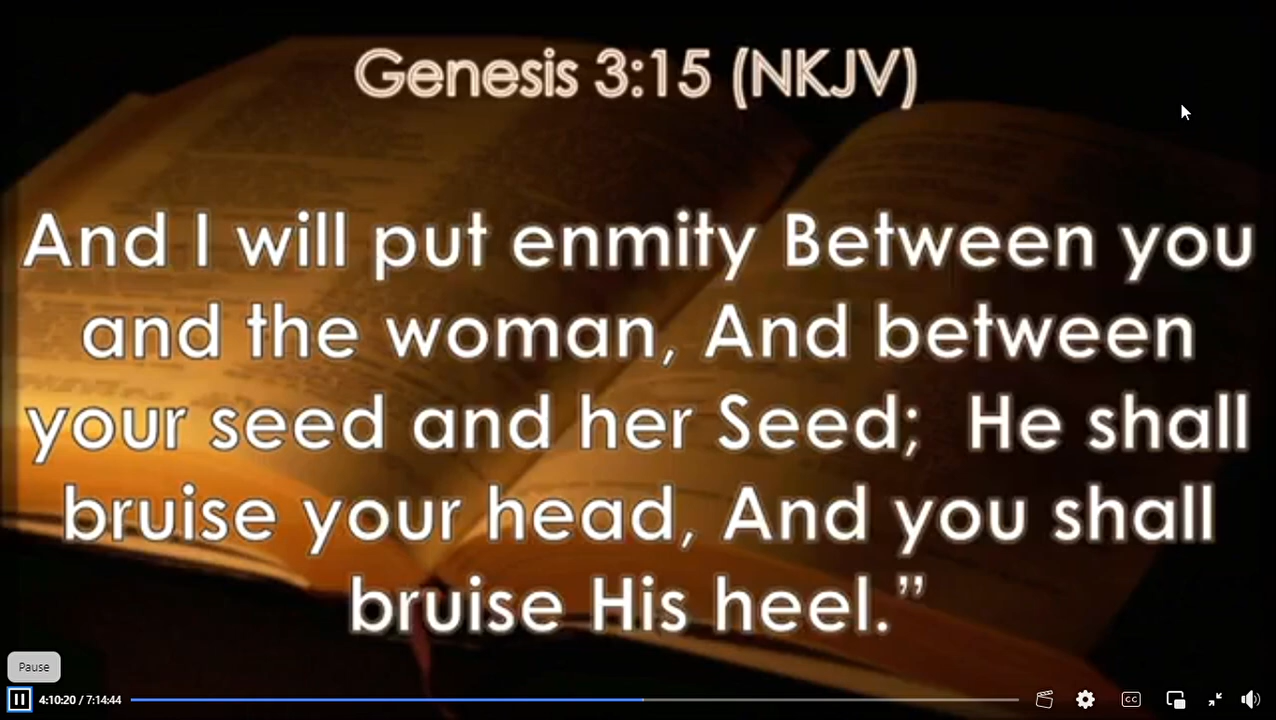 Genesis 3:15 (NKJV)
And I will put enmity Between you
and the woman, And between
your seed and her Seed; He shall
bruise your head, And you shall
bruise His heel.”
Pause
4:10:20 / 7:14:44
CC